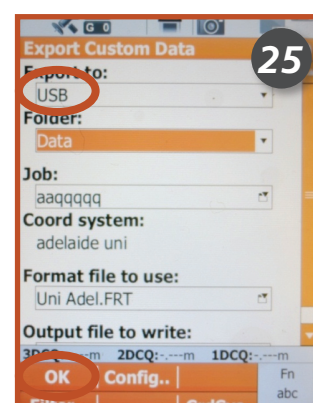 G 0
Export Custom Data
25
Export to:
USB
Folder:
Data
Job:
aaqqqqq
Coord system:
adelaide uni
Format file to use:
Uni Adel.FRT
Output file to write:
3DCQ:-.---m 2DCQ:-.---m 1DCQ:-.---m
OK Config.. Fn
abc